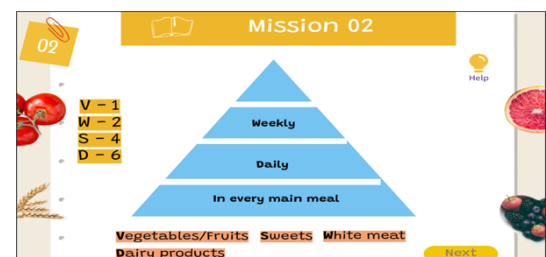 Mission 02
02
Help
V – 1
W – 2
S – 4
D – 6
Weekly
Daily
In every main meal
Vegetables/Fruits Sweets White meat
Dairy products
Next